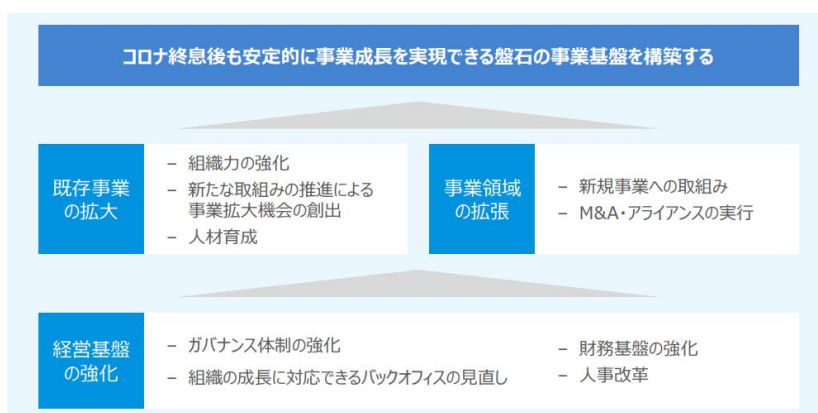 コロナ終息後も安定的に事業成長を実現できる盤石の事業基盤を構築する
既存事業
の拡大
– 組織力の強化
– 新たな取組みの推進による
事業拡大機会の創出
– 人材育成
事業領域
の拡張
– 新規事業への取組み
– M&A・アライアンスの実行
経営基盤
の強化
– ガバナンス体制の強化
– 組織の成長に対応できるバックオフィスの見直し
– 財務基盤の強化
– 人事改革